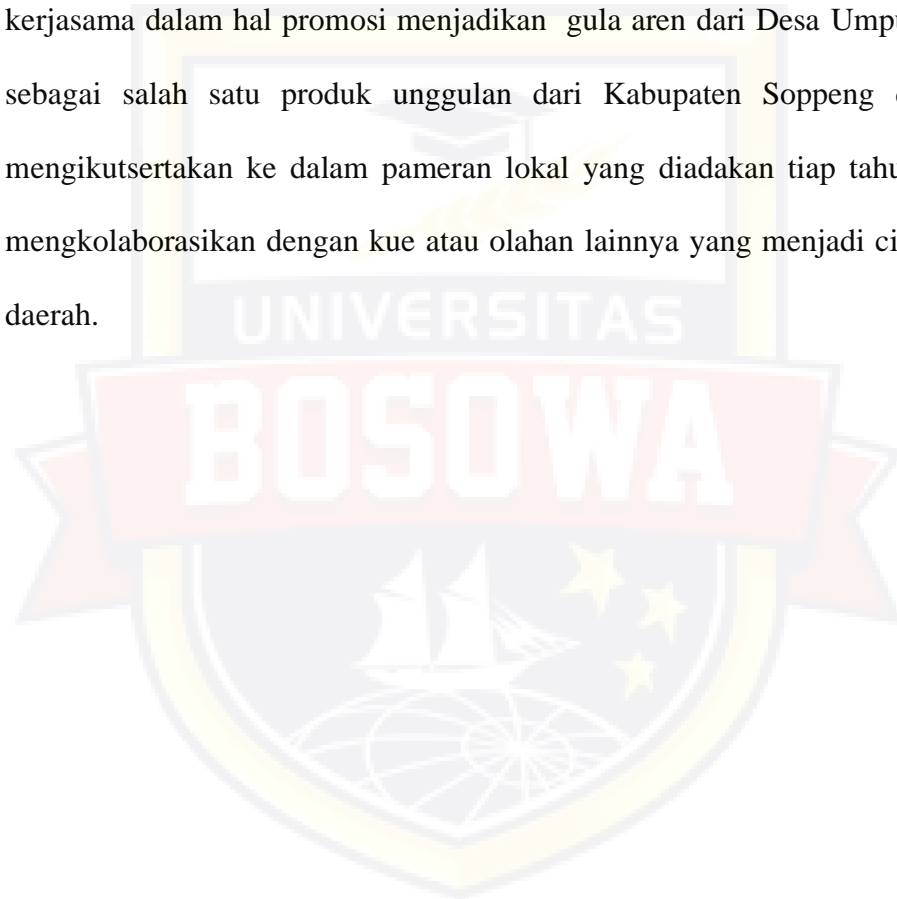 kerjasama dalam hal promosi menjadikan gula aren dari Desa
sebagai salah satu produk unggulan dari Kabupaten Soppeng
mengikutsertakan ke dalam pameran lokal yang diadakan tiap
mengkolaborasikan dengan kue atau olahan lainnya yang menjadi
daerah.
UNIVERSITAS
BOSOWA